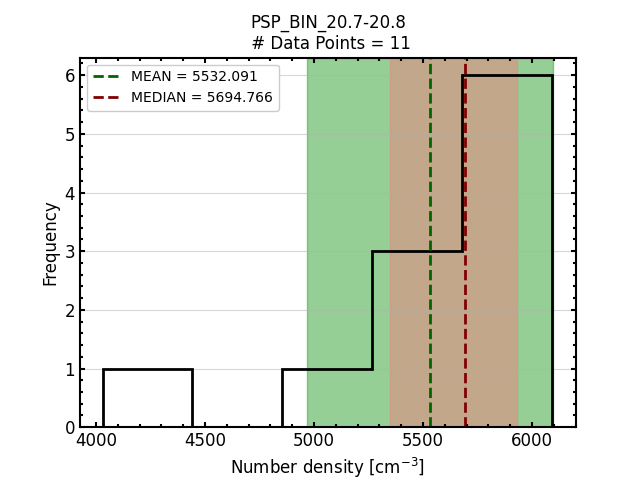 PSP_BIN_20.7-20.8
# Data Points = 11
MEAN = 5532.091
MEDIAN = 5694.766
Frequency
6
5
4
3
2
1
0
4000 4500 5000 5500 6000
Number density [cm⁻³]